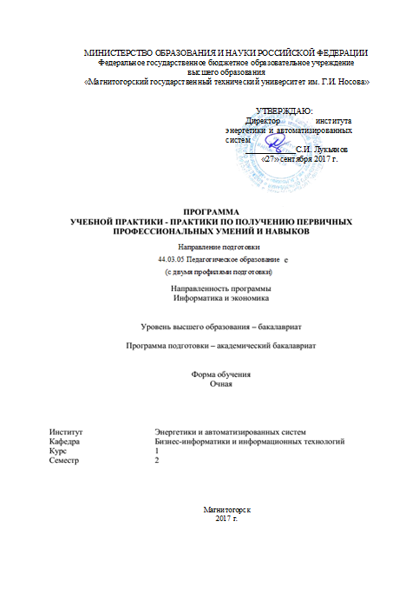 МИНИСТЕРСТВО ОБРАЗОВАНИЯ И НАУКИ РОССИЙСКОЙ ФЕДЕРАЦИИ
Федеральное государственное бюджетное образовательное учреждение
высшего образования
«Магнитогорский государственный технический университет им. Г.И. Носова»
УТВЕРЖДАЮ:
Директор института
энергетики и автоматизированных
систем
С.И. Лукьянов
«27» сентября 2017 г.
ПРОГРАММА
УЧЕБНОЙ ПРАКТИКИ - ПРАКТИКИ ПО ПОЛУЧЕНИЮ ПЕРВИЧНЫХ
ПРОФЕССИОНАЛЬНЫХ УМЕНИЙ И НАВЫКОВ
Направление подготовки
44.03.05 Педагогическое образование с
(с двумя профилями подготовки)
Направленность программы
Информатика и экономика
Уровень высшего образования – бакалавриат
Программа подготовки – академический бакалавриат
Форма обучения
Очная
Институт Энергетики и автоматизированных систем
Кафедра Бизнес-информатики и информационных технологий
Курс 1
Семестр 2
Магнитогорск
2017 г.